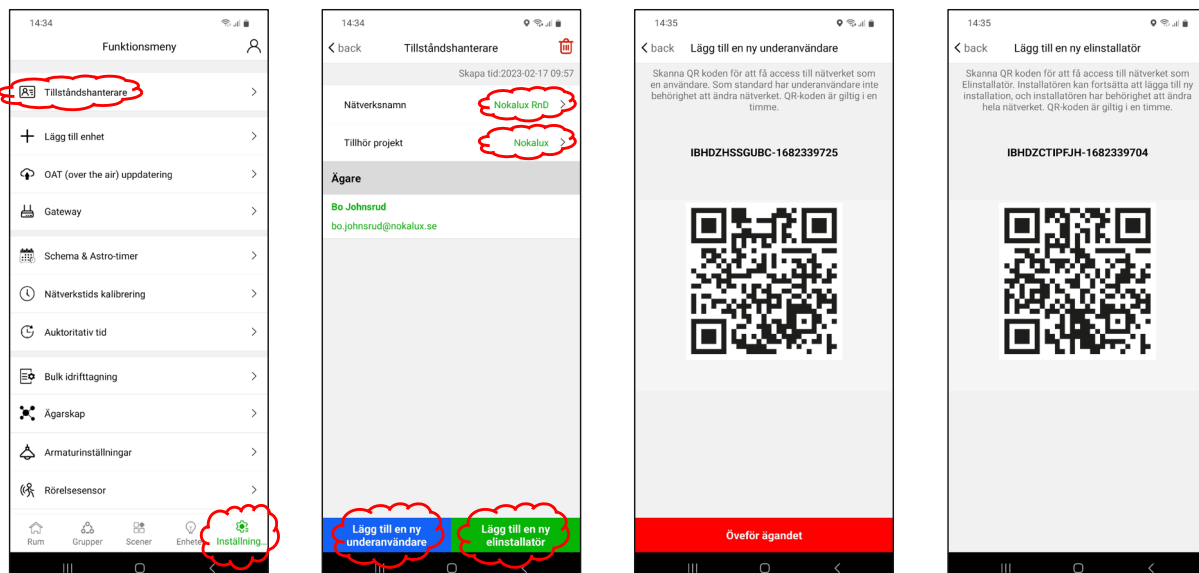 14:34
Funktionsmeny
Tillståndshanterare
Lägg till enhet
OAT (over the air) uppdatering
Gateway
Schema & Astro-timer
Nätverkstids kalibrering
Auktoritativ tid
Bulk idrifttagning
Ägarskap
Armaturinställningar
Rörelsesensor
Rum
Grupper
Scener
Enheter
Inställning...
14:34
back
Tillståndshanterare
Skapa tid:2023-02-17 09:57
Nätverksnamn
Nokalux RnD
Tillhör projekt
Nokalux
Ägare
Bo Johnsrud
bo.johnsrud@nokalux.se
Lägg till en ny
underanvändare
Lägg till en ny
elinstallatör
14:35
back
Lägg till en ny underanvändare
Skanna QR koden för att få access till nätverket som
en användare. Som standard har underanvändare inte
behörighet att ändra nätverket. QR-koden är giltig i en
timme.
IBHDZHSSGUBC-1682339725
Öveför ägandet
14:35
back
Lägg till en ny elinstallatör
Skanna QR koden för att få access till nätverket som
Elinstallatör. Installatören kan fortsätta att lägga till ny
installation, och installatören har behörighet att ändra
hela nätverket. QR-koden är giltig i en timme.
IBHDZCTIPFJH-1682339704